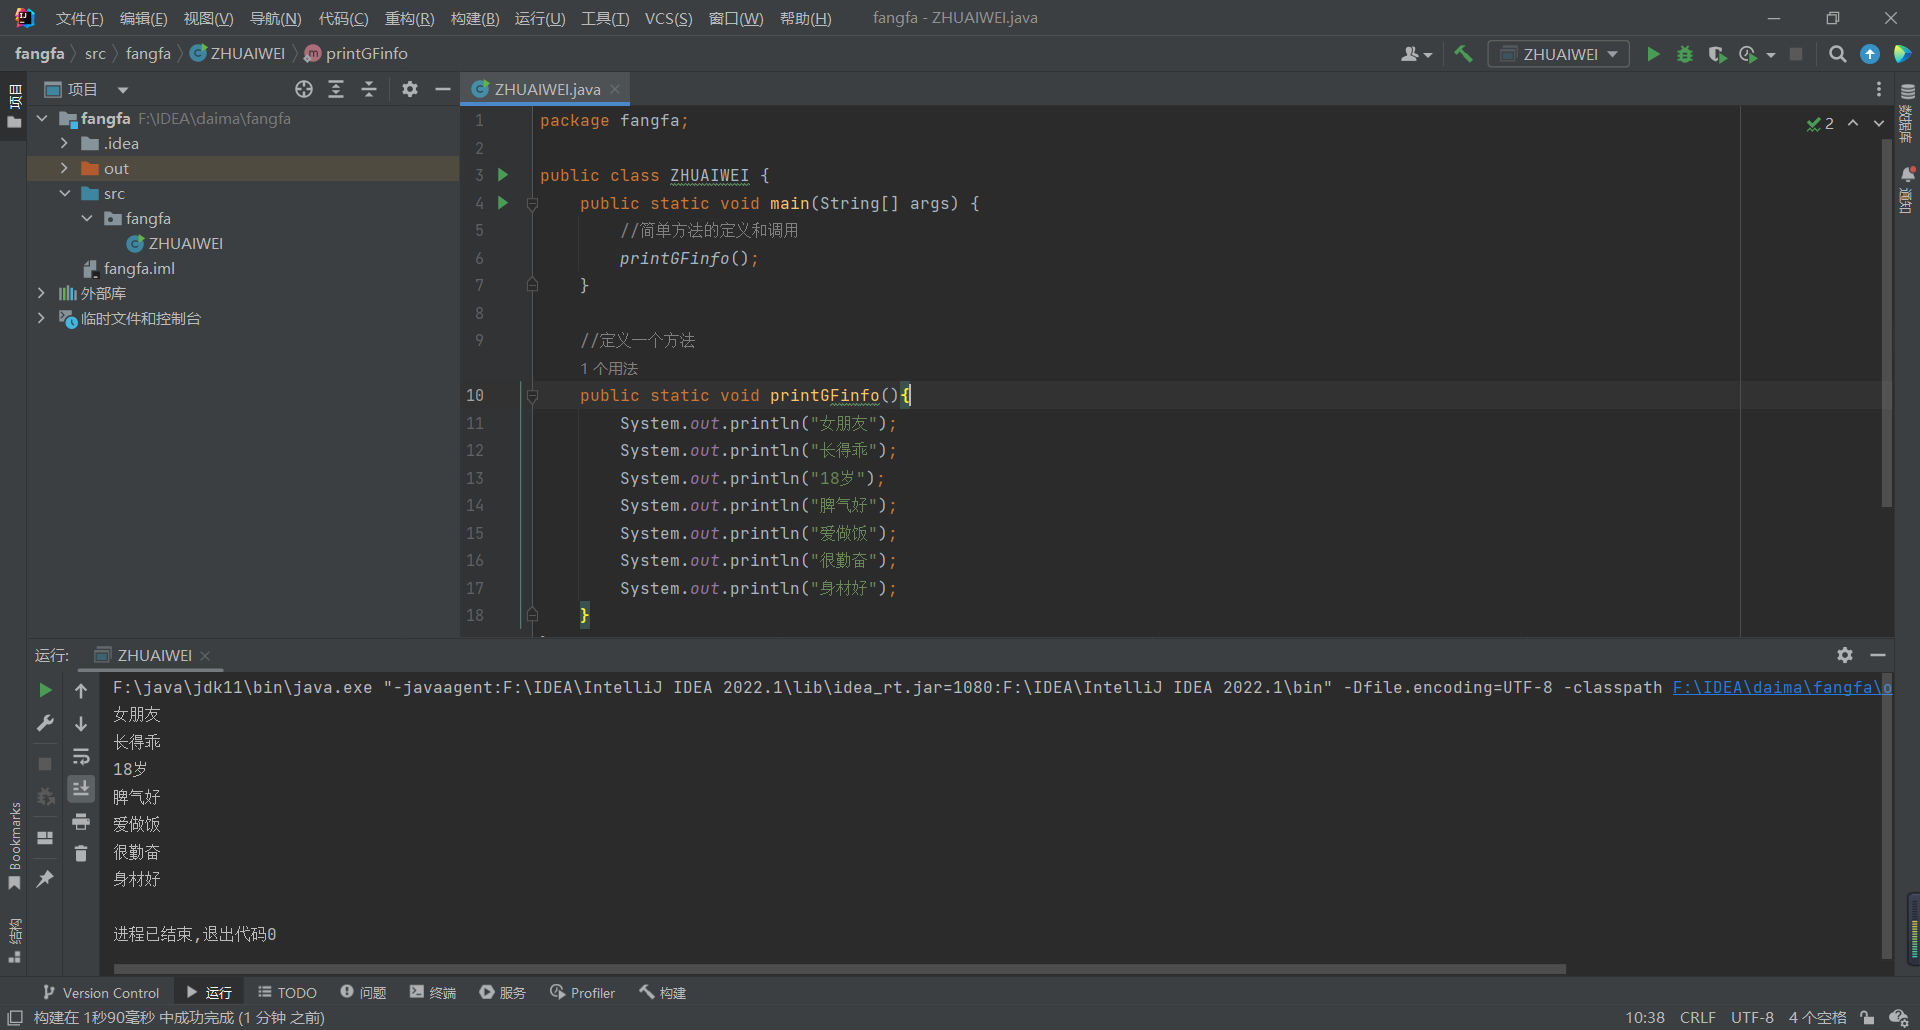 文件(F) 编辑(E) 视图(V) 导航(N) 代码(C) 重构(R) 构建(B) 运行(U) 工具(T) VCS(S) 窗口(W) 帮助(H) fangfa - ZHUAIWEI.java
fangfa src fangfa ZHUAIWEI printGFinfo ZHUAIWEI
项目
项目
ZHUAIWEI.java
fangfa F:\IDEA\daima\fangfa
.idea
out
src
fangfa
ZHUAIWEI
fangfa.iml
外部库
临时文件和控制台
2
1 package fangfa;
2
3 public class ZHUAIWEI {
4 public static void main(String[] args) {
5 //简单方法的定义和调用
6 printGFinfo();
7 }
8
9 //定义一个方法
1 个用法
10 public static void printGFinfo(){
11 System.out.println("女朋友");
12 System.out.println("长得乖");
13 System.out.println("18岁");
14 System.out.println("脾气好");
15 System.out.println("爱做饭");
16 System.out.println("很勤奋");
17 System.out.println("身材好");
18 }
数据库
通知
运行: ZHUAIWEI
F:\java\jdk11\bin\java.exe "-javaagent:F:\IDEA\IntelliJ IDEA 2022.1\lib\idea_rt.jar=1080:F:\IDEA\IntelliJ IDEA 2022.1\bin" -Dfile.encoding=UTF-8 -classpath F:\IDEA\daima\fangfa\o
女朋友
长得乖
18岁
脾气好
爱做饭
很勤奋
身材好
进程已结束,退出代码0
Bookmarks
结构
Version Control 运行 TODO 问题 终端 服务 Profiler 构建
构建在 1秒90毫秒 中成功完成 (1 分钟 之前) 10:38 CRLF UTF-8 4 个空格